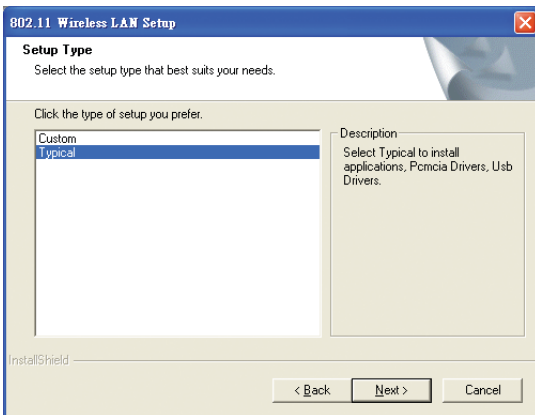 802.11 Wireless LAN Setup
Setup Type
Select the setup type that best suits your needs.
Click the type of setup you prefer.
Custom
Typical
Description
Select Typical to install
applications, Pcmcia Drivers, Usb
Drivers.
InstallShield
< Back
Next >
Cancel